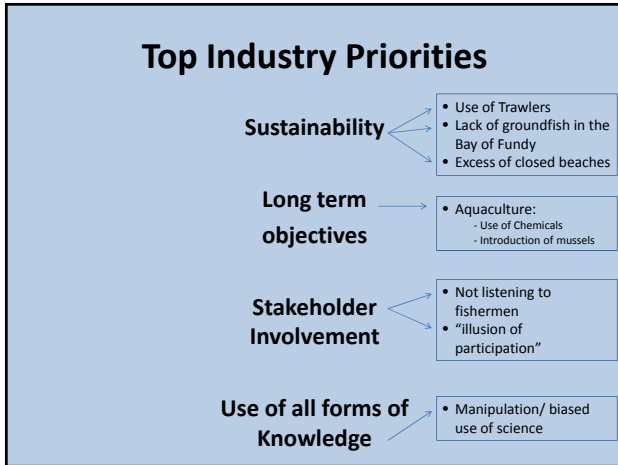 Top Industry Priorities
Sustainability
• Use of Trawlers
• Lack of groundfish in the
Bay of Fundy
• Excess of closed beaches
Long term
objectives
• Aquaculture:
- Use of Chemicals
- Introduction of mussels
Stakeholder
Involvement
• Not listening to
fishermen
• “illusion of
participation”
Use of all forms of
Knowledge
• Manipulation/ biased
use of science